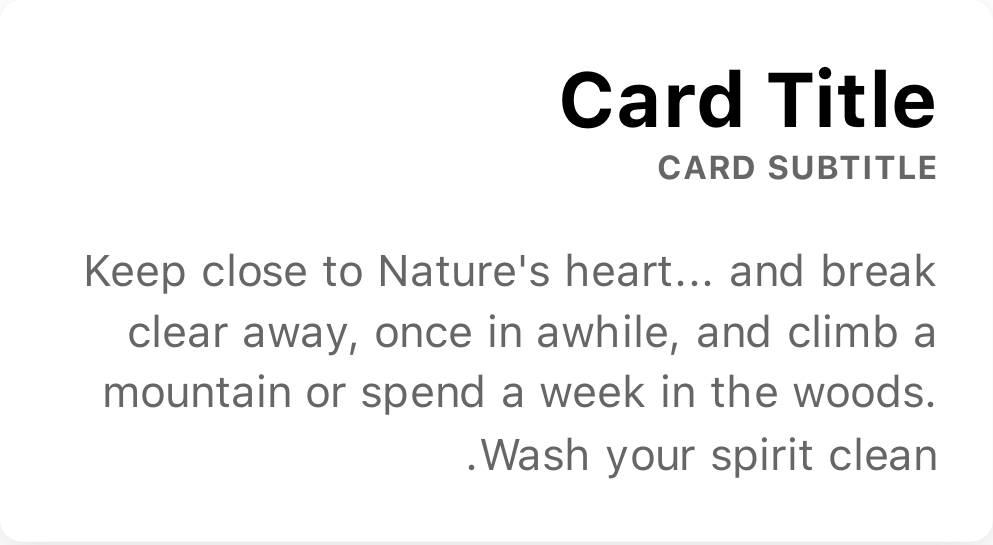 Card Title
CARD SUBTITLE
Keep close to Nature's heart... and break
clear away, once in awhile, and climb a
mountain or spend a week in the woods.
.Wash your spirit clean